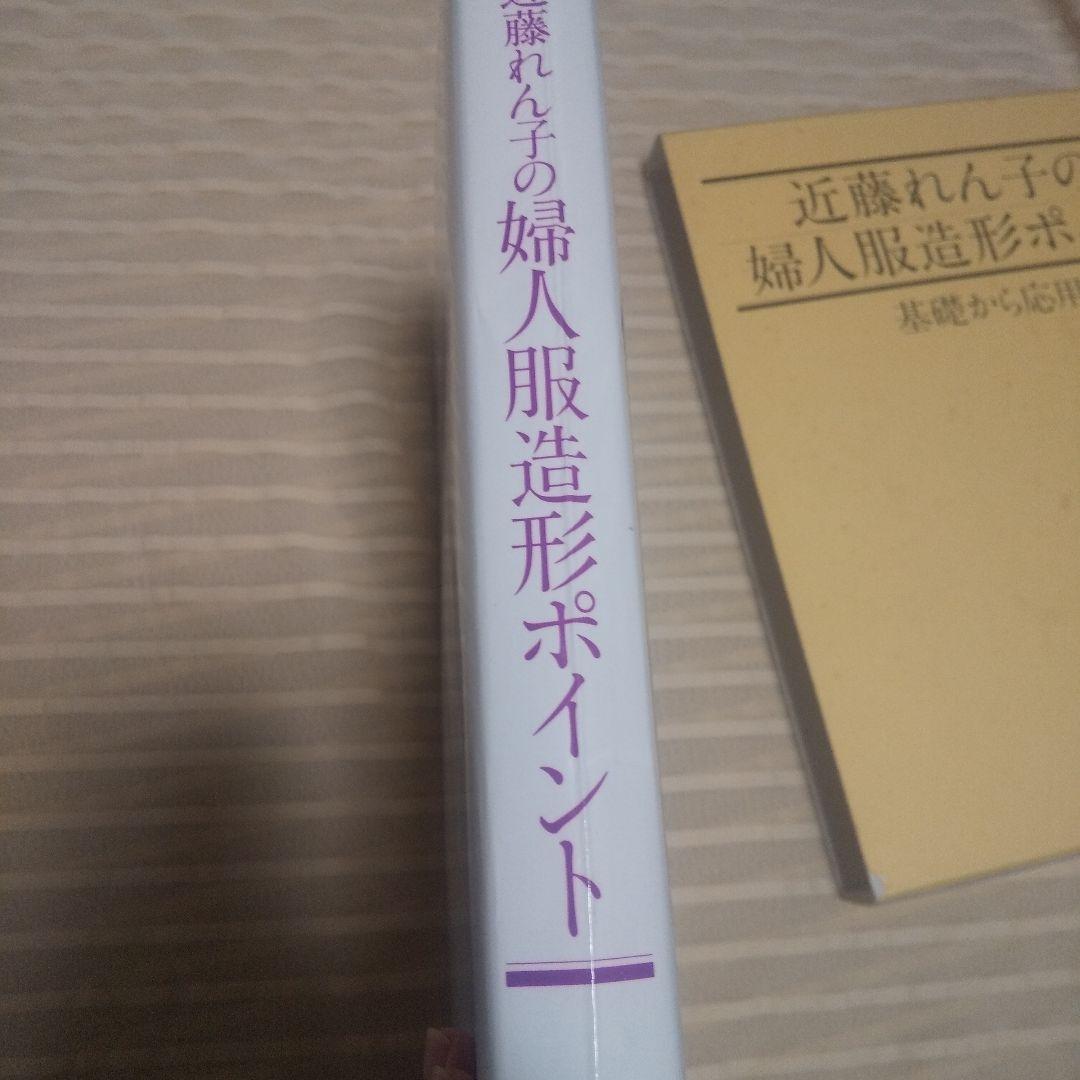 近藤れん子の婦人服造形ポイント
近藤れん子の
婦人服造形ポ
基礎から応用